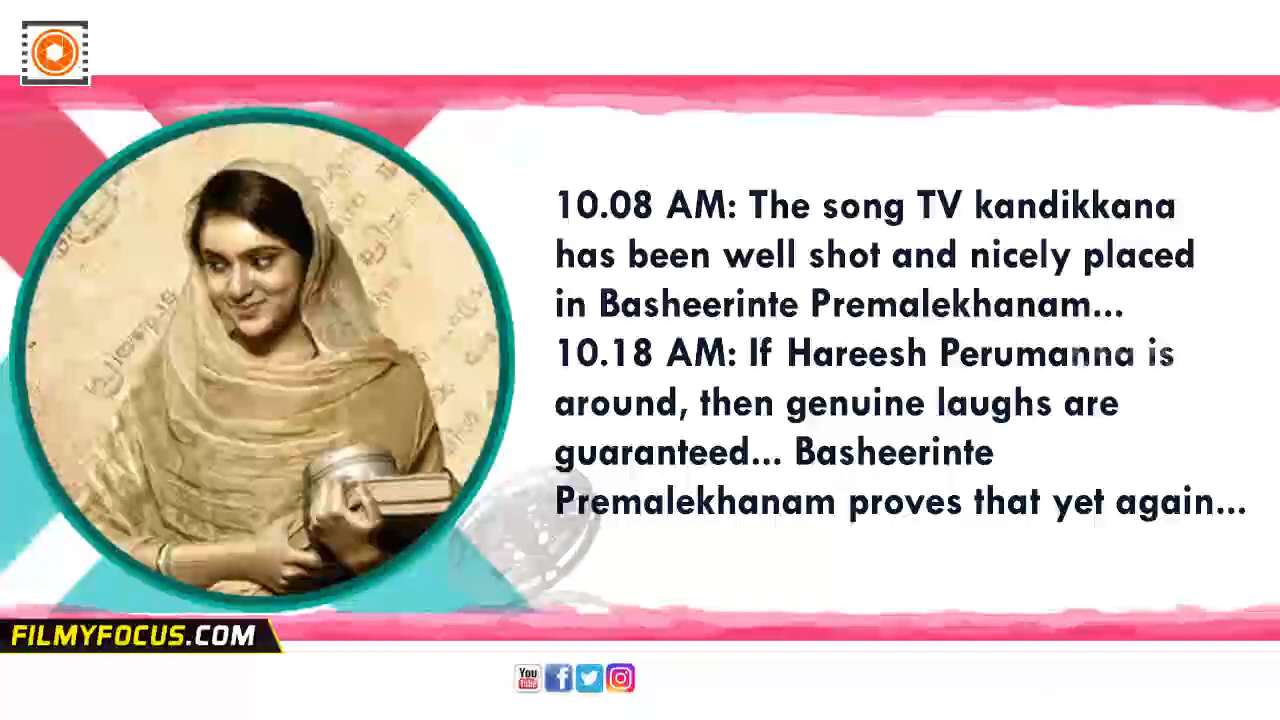 10.08 AM: The song TV kandikkana
has been well shot and nicely placed
in Basheerinte Premalekhanam...
10.18 AM: If Hareesh Perumanna is
around, then genuine laughs are
guaranteed... Basheerinte
Premalekhanam proves that yet again...
FILMYFOCUS.COM
You
Tube